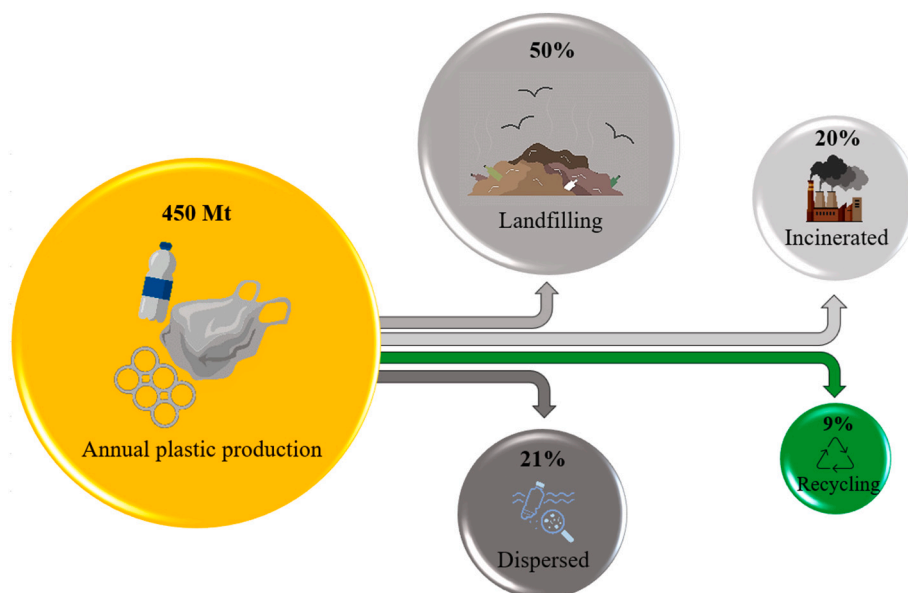 450 Mt
Annual plastic production
50%
Landfilling
20%
Incinerated
21%
Dispersed
9%
Recycling